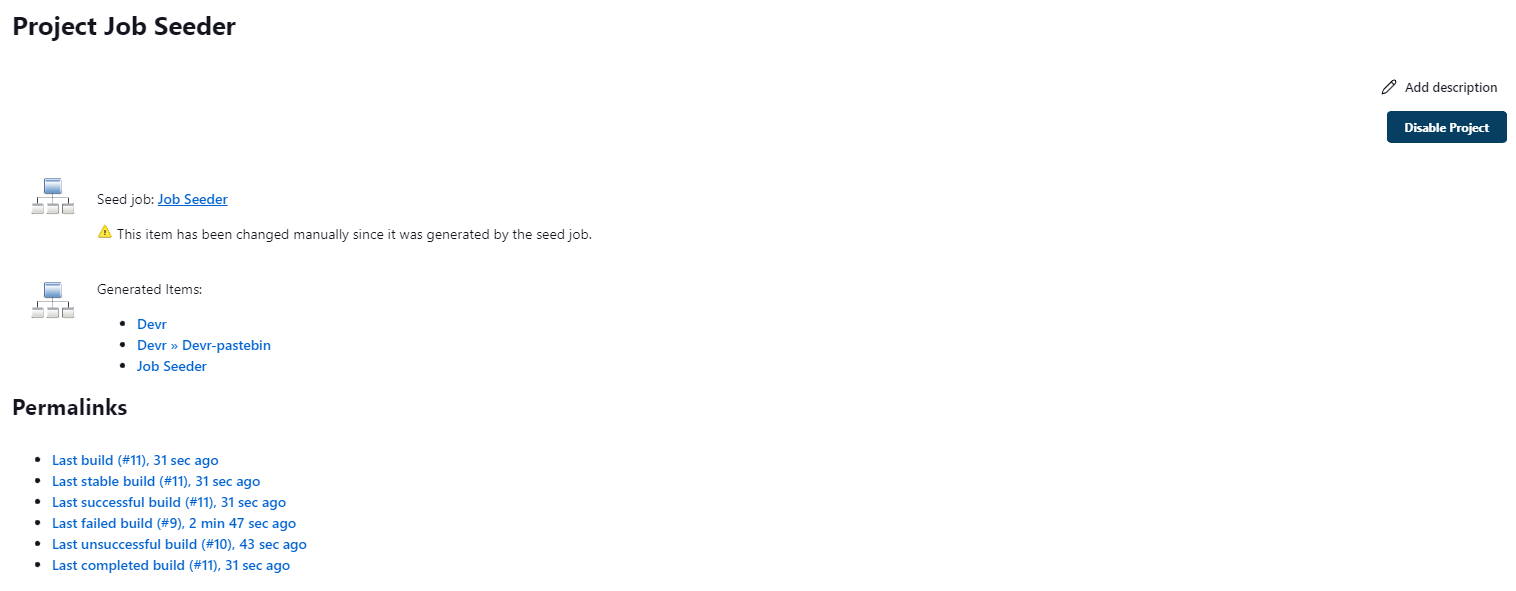 Project Job Seeder
Add description
Disable Project
Seed job: Job Seeder
This item has been changed manually since it was generated by the seed job.
Generated Items:
Devr
Devr » Devr-pastebin
Job Seeder
Permalinks
Last build (#11), 31 sec ago
Last stable build (#11), 31 sec ago
Last successful build (#11), 31 sec ago
Last failed build (#9), 2 min 47 sec ago
Last unsuccessful build (#10), 43 sec ago
Last completed build (#11), 31 sec ago